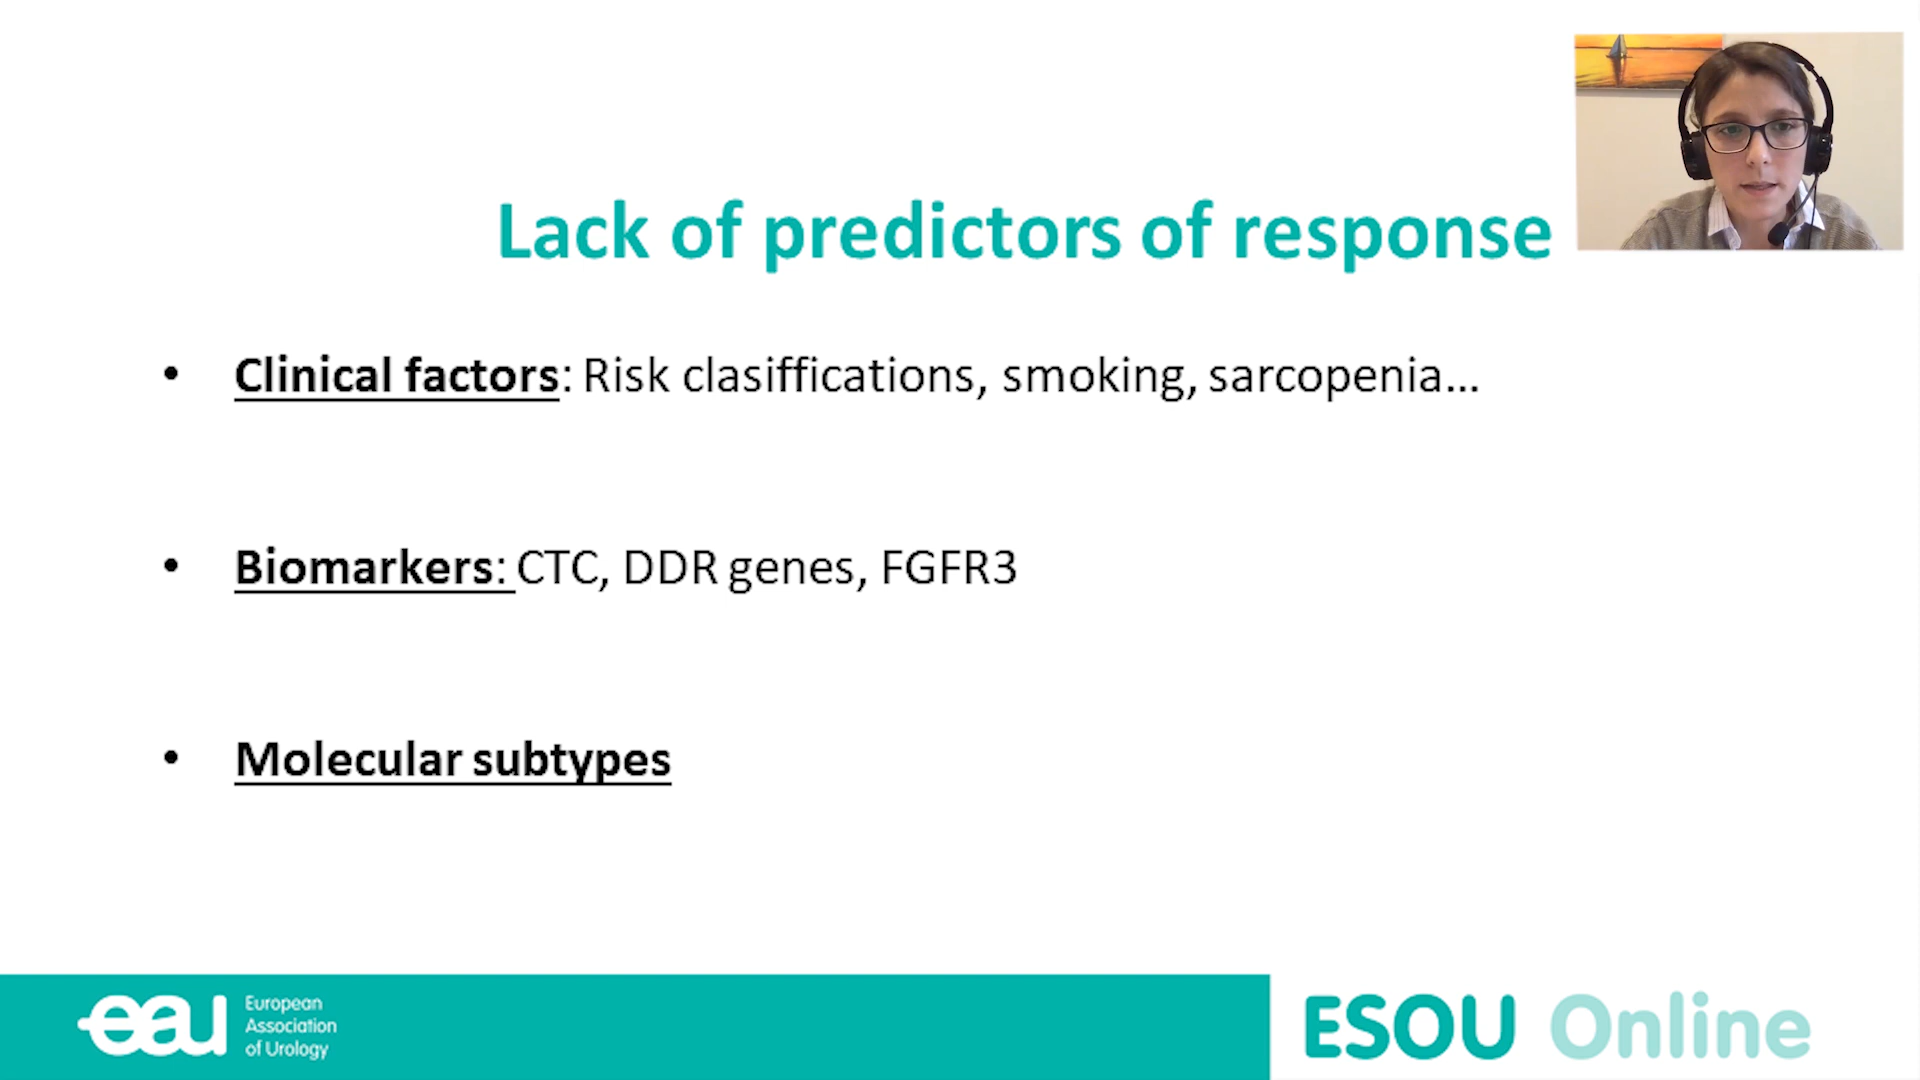 Lack of predictors of response
• Clinical factors: Risk clasiffications, smoking, sarcopenia...
• Biomarkers: CTC, DDR genes, FGFR3
• Molecular subtypes
eau
European
Association
of Urology
ESOU Online